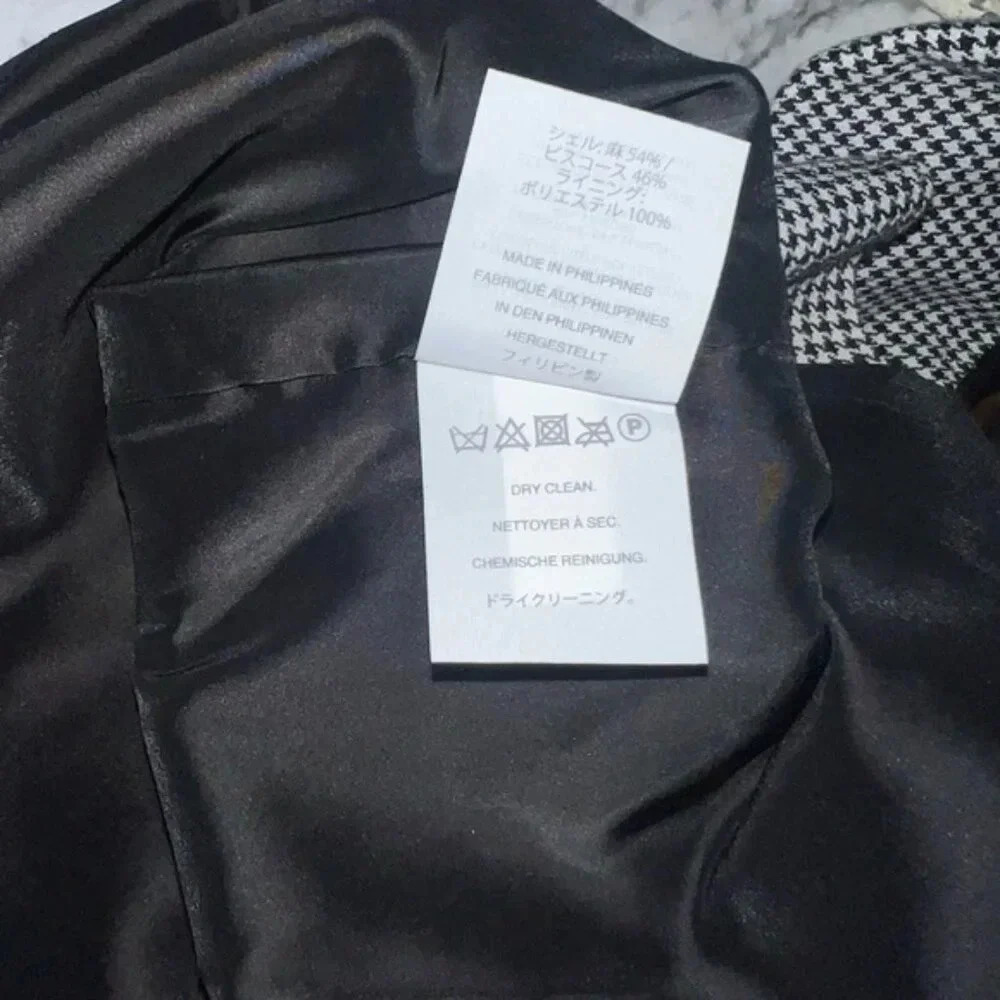 シェル: 麻 54% /
ビスコース 46%
ライニング:
ポリエステル 100%
MADE IN PHILIPPINES
FABRIQUÉ AUX PHILIPPINES
IN DEN PHILIPPINEN
HERGESTELLT
フィリピン製
P
DRY CLEAN.
NETTOYER À SEC.
CHEMISCHE REINIGUNG.
ドライクリーニング。